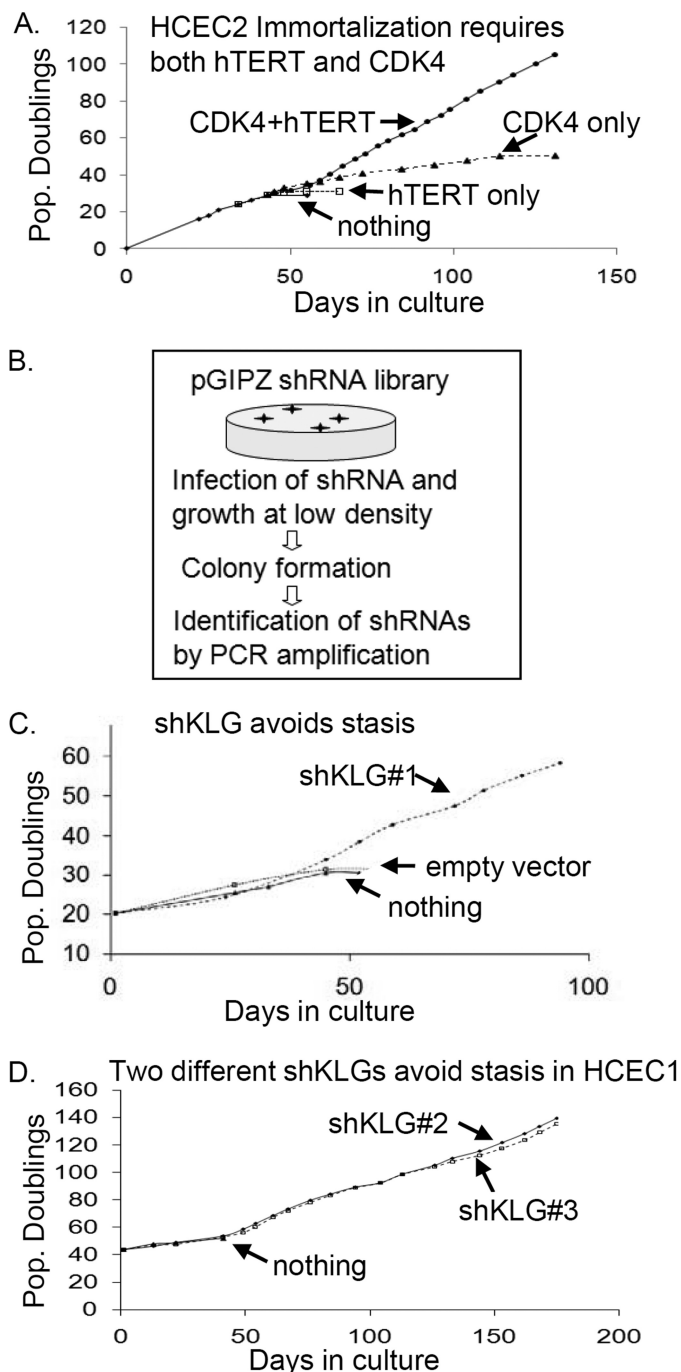 A.
HCEC2 Immortalization requires
both hTERT and CDK4
Pop. Doublings
120
100
80
60
40
20
0
CDK4+hTERT
CDK4 only
hTERT only
nothing
0
50
100
150
Days in culture
B.
pGIPZ shRNA library
Infection of shRNA and
growth at low density
Colony formation
Identification of shRNAs
by PCR amplification
C.
shKLG avoids stasis
Pop. Doublings
60
50
40
30
20
10
shKLG#1
empty vector
nothing
0
50
100
Days in culture
D.
Two different shKLGs avoid stasis in HCEC1
Pop. Doublings
160
140
120
100
80
60
40
20
0
shKLG#2
shKLG#3
nothing
0
50
100
150
200
Days in culture